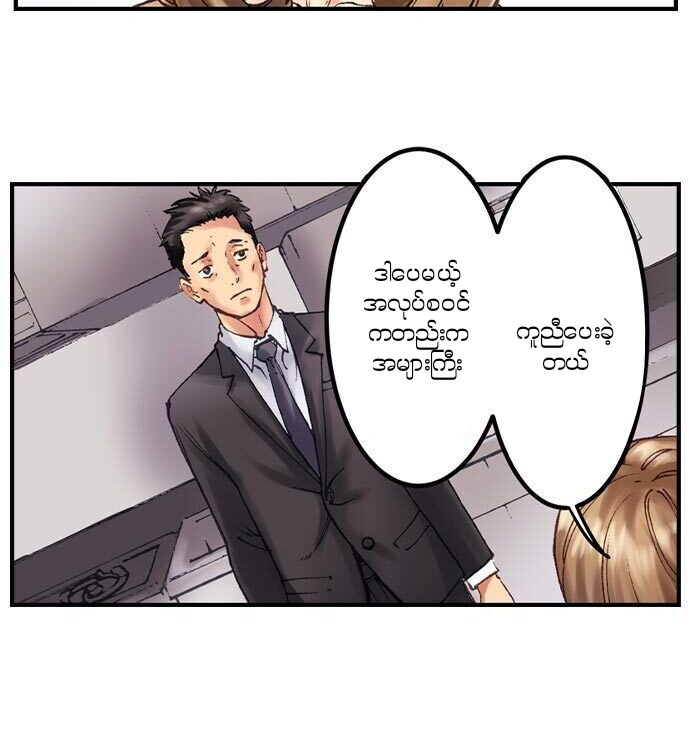 ဒါပေမယ့်
အလုပ်စဝင်
ကတည်းက
အများကြီး
ကူညီပေးခဲ့
တယ်